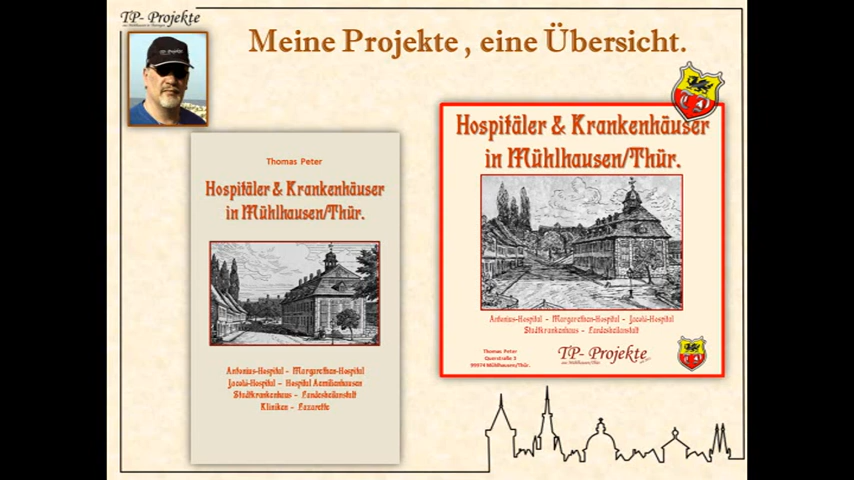 TP- Projekte
Meine Projekte , eine Übersicht.
Thomas Peter
Hospitäler & Krankenhäuser
in Mühlhausen/Thür.
Antonius-Hospital - Margarethen-Hospital
Jacobi-Hospital - Hospital Aemilienhausen
Stadtkrankenhaus - Landesheilanstalt
Kliniken - Lazarette
Hospitäler & Krankenhäuser
in Mühlhausen/Thür.
Antonius-Hospital - Margarethen-Hospital - Jacobi-Hospital
Stadtkrankenhaus - Landesheilanstalt
Thomas Peter
Querstraße 3
99974 Mühlhausen/Thür.
TP- Projekte